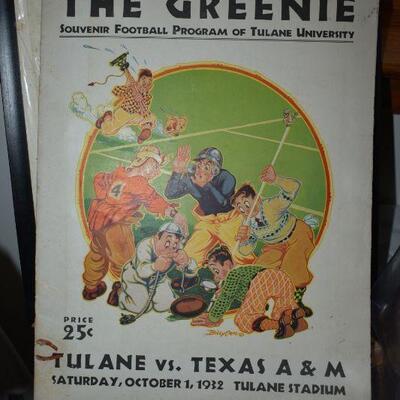 THE GREENIE
SOUVENIR FOOTBALL PROGRAM OF TULANE UNIVERSITY
4
PRICE
25¢
TULANE VS. TEXAS A & M
SATURDAY, OCTOBER 1, 1932 TULANE STADIUM